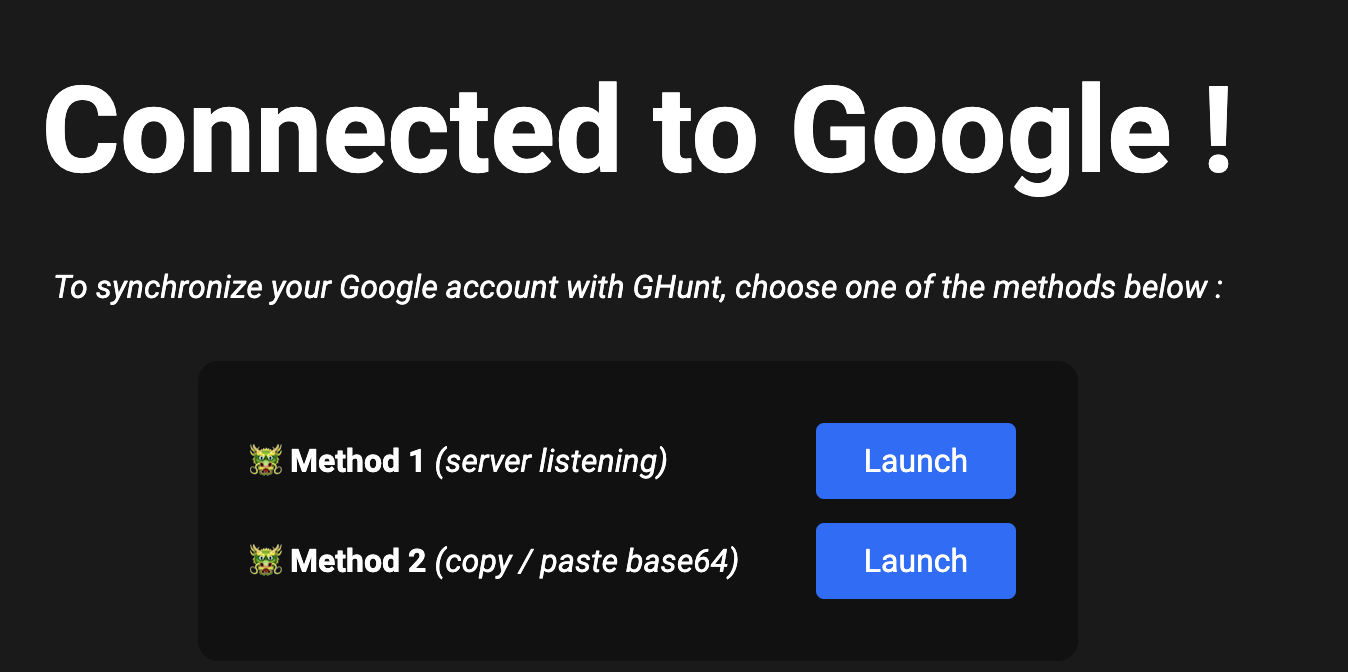 Connected to Google !
To synchronize your Google account with GHunt, choose one of the methods below :
🐲 Method 1 (server listening) Launch
🐲 Method 2 (copy / paste base64) Launch